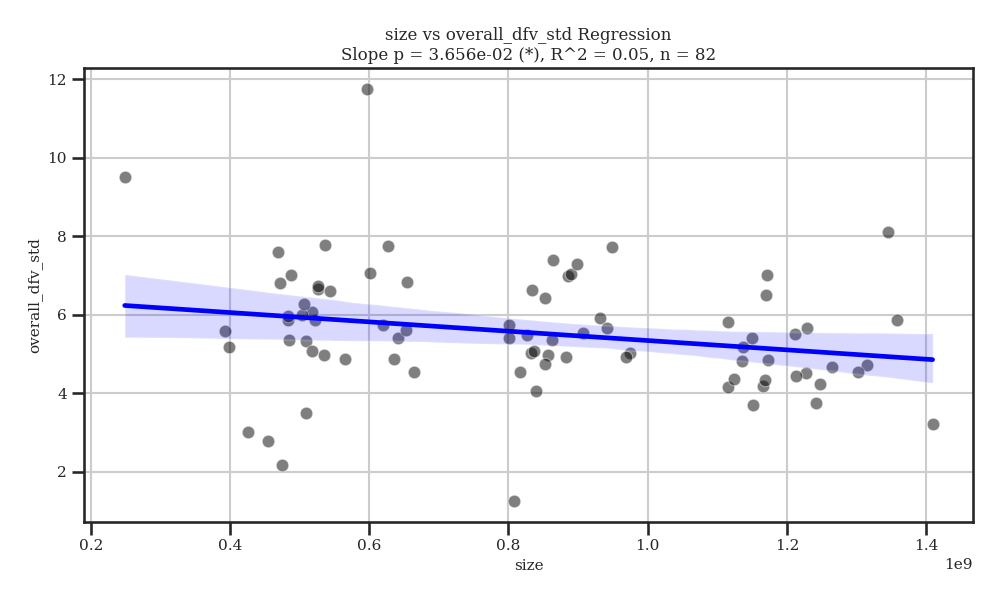 size vs overall_dfv_std Regression
Slope p = 3.656e-02 (*), R^2 = 0.05, n = 82
overall_dfv_std
12
10
8
6
4
2
0.2 0.4 0.6 0.8 1.0 1.2 1.4
1e9
size